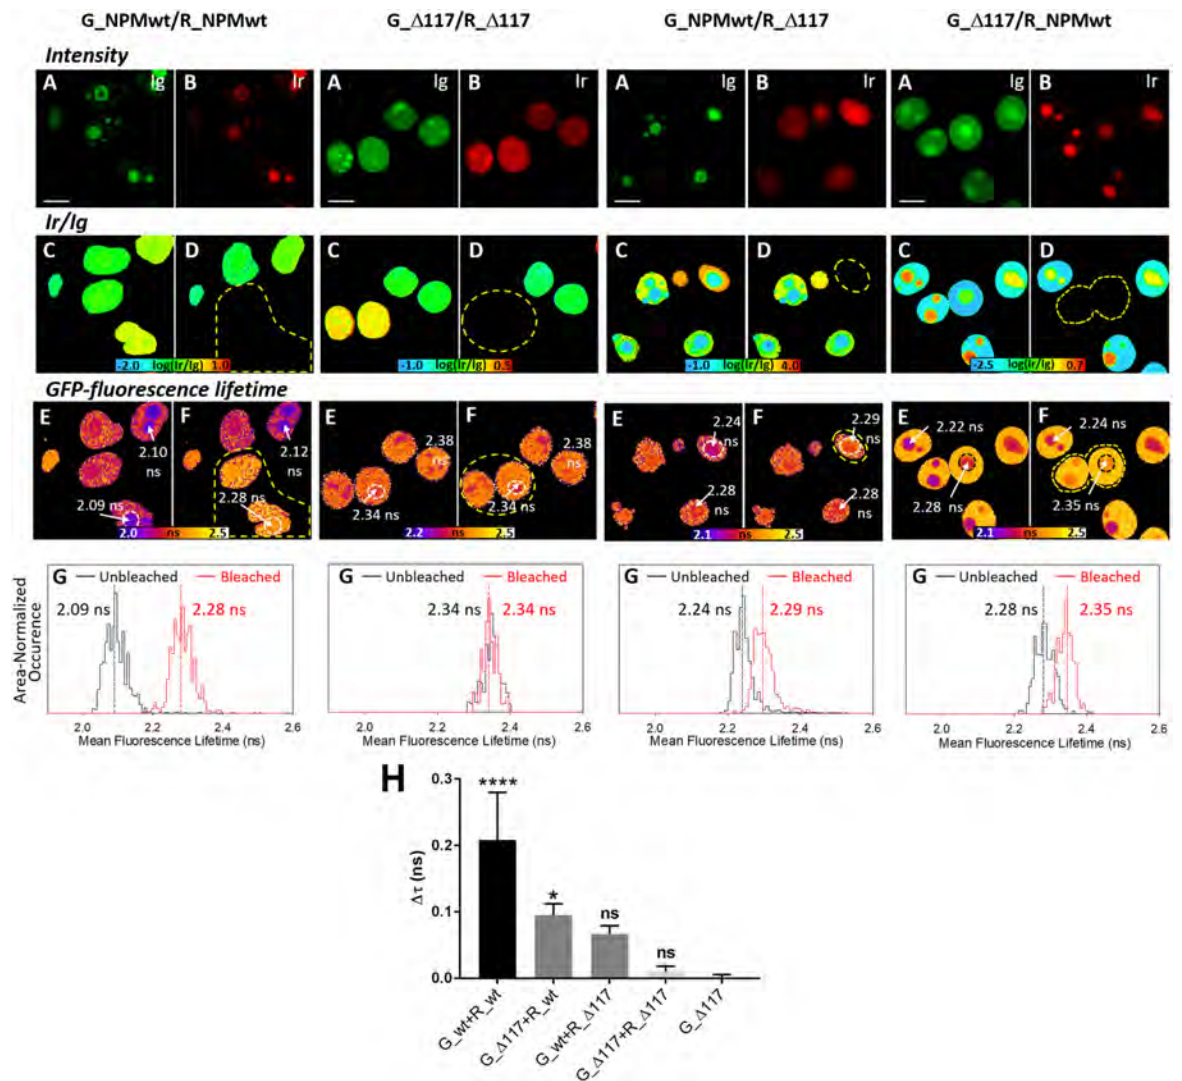 G_NPMwt/R_NPMwt G_Δ117/R_Δ117 G_NPMwt/R_Δ117 G_Δ117/R_NPMwt
Intensity
A Ig B Ir A Ig B Ir A Ig B Ir A Ig B Ir
Ir/Ig
C D C D C D C D
-2.0 log(Ir/Ig) 1.0 -1.0 log(Ir/Ig) 0.5 -1.0 log(Ir/Ig) 4.0 -2.5 log(Ir/Ig) 0.7
GFP-fluorescence lifetime
E F E F E F E F
2.10 ns 2.12 ns 2.38 ns 2.38 ns 2.24 ns 2.29 ns 2.22 ns 2.24 ns
2.09 ns 2.28 ns 2.34 ns 2.34 ns 2.28 ns 2.28 ns 2.28 ns 2.35 ns
2.0 ns 2.5 2.2 ns 2.5 2.1 ns 2.5 2.1 ns 2.5
G Unbleached Bleached G Unbleached Bleached G Unbleached Bleached G Unbleached Bleached
2.09 ns 2.28 ns 2.34 ns 2.34 ns 2.24 ns 2.29 ns 2.28 ns 2.35 ns
Area-Normalized
Occurence
2.0 2.2 2.4 2.6 2.0 2.2 2.4 2.6 2.0 2.2 2.4 2.6 2.0 2.2 2.4 2.6
Mean Fluorescence Lifetime (ns) Mean Fluorescence Lifetime (ns) Mean Fluorescence Lifetime (ns) Mean Fluorescence Lifetime (ns)
H
Δτ (ns)
0.3
0.2
0.1
0.0
**** * ns ns
G_wt+R_wt
G_Δ117+R_wt
G_wt+R_Δ117
G_Δ117+R_Δ117
G_Δ117